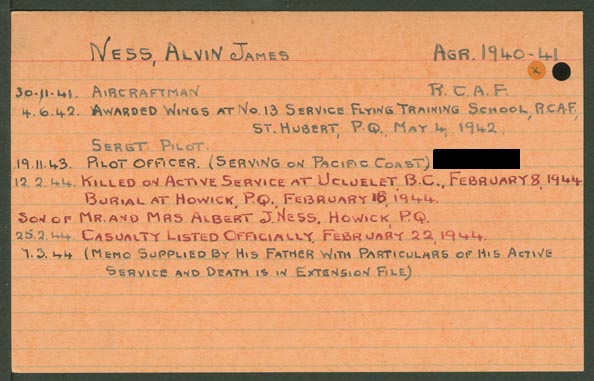 NESS, ALVIN JAMES AGR. 1940-41
30-11-41. AIRCRAFTMAN R.C.A.F.
4.6.42. AWARDED WINGS AT NO. 13 SERVICE FLYING TRAINING SCHOOL, R.C.A.F.
ST. HUBERT, P.Q., MAY 4, 1942.
SERGT. PILOT.
19.11.43. PILOT OFFICER. (SERVING ON PACIFIC COAST)
12.2.44. KILLED ON ACTIVE SERVICE AT UCLUELET B.C., FEBRUARY 8, 1944
BURIAL AT HOWICK, P.Q., FEBRUARY 16, 1944.
SON OF MR. AND MRS ALBERT J. NESS, HOWICK, P.Q.
25.2.44. CASUALTY LISTED OFFICIALLY, FEBRUARY 22, 1944.
7.3.44 (MEMO SUPPLIED BY HIS FATHER WITH PARTICULARS OF HIS ACTIVE
SERVICE AND DEATH IS IN EXTENSION FILE)